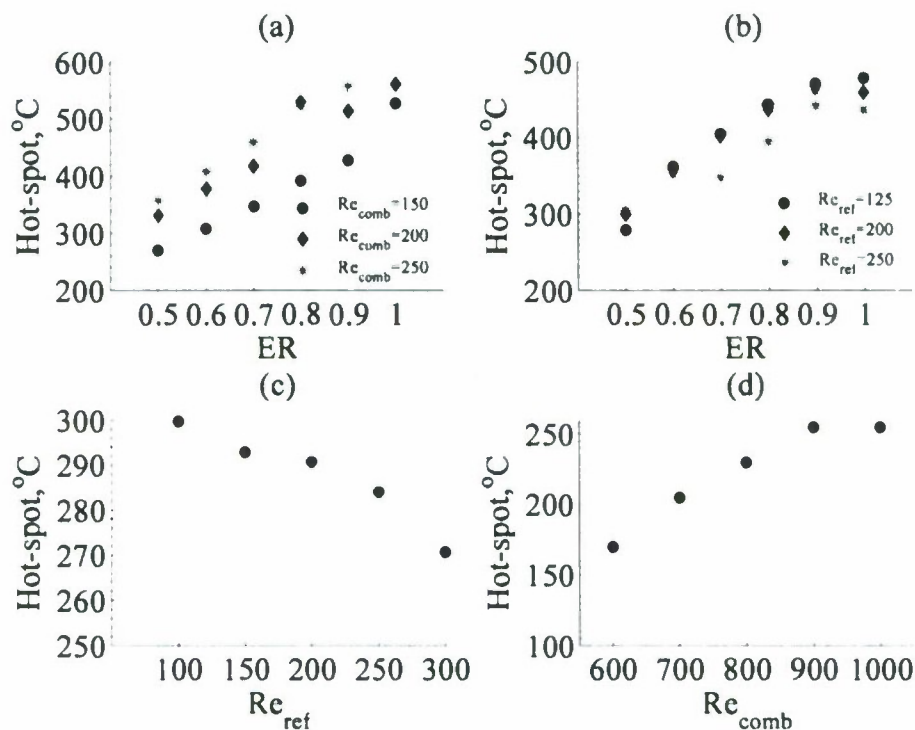 (a)
Hot-spot,°C
600
500
400
300
200
Re_comb=150
Re_comb=200
Re_comb=250
0.5 0.6 0.7 0.8 0.9 1
ER
(b)
Hot-spot,°C
500
400
300
200
Re_ref=125
Re_ref=200
Re_ref=250
0.5 0.6 0.7 0.8 0.9 1
ER
(c)
Hot-spot,°C
300
290
280
270
260
250
100 150 200 250 300
Re_ref
(d)
Hot-spot,°C
250
200
150
100
600 700 800 900 1000
Re_comb